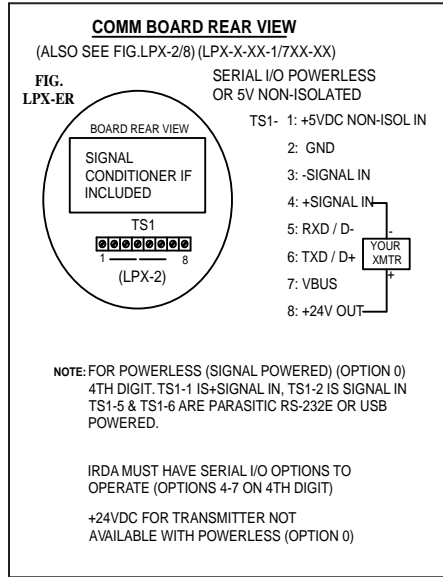 COMM BOARD REAR VIEW
(ALSO SEE FIG.LPX-2/8) (LPX-X-XX-1/7XX-XX)
FIG.
LPX-ER
SERIAL I/O POWERLESS
OR 5V NON-ISOLATED
BOARD REAR VIEW
SIGNAL
CONDITIONER IF
INCLUDED
TS1
1 8
(LPX-2)
TS1- 1: +5VDC NON-ISOL IN
2: GND
3: -SIGNAL IN
4: +SIGNAL IN
5: RXD / D-
6: TXD / D+
7: VBUS
8: +24V OUT
-
YOUR
XMTR
+
NOTE: FOR POWERLESS (SIGNAL POWERED) (OPTION 0)
4TH DIGIT. TS1-1 IS+SIGNAL IN, TS1-2 IS SIGNAL IN
TS1-5 & TS1-6 ARE PARASITIC RS-232E OR USB
POWERED.
IRDA MUST HAVE SERIAL I/O OPTIONS TO
OPERATE (OPTIONS 4-7 ON 4TH DIGIT)
+24VDC FOR TRANSMITTER NOT
AVAILABLE WITH POWERLESS (OPTION 0)